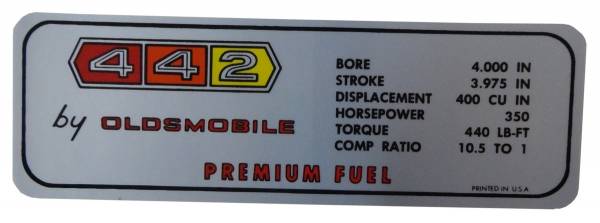 442
by OLDSMOBILE
BORE 4.000 IN
STROKE 3.975 IN
DISPLACEMENT 400 CU IN
HORSEPOWER 350
TORQUE 440 LB-FT
COMP RATIO 10.5 TO 1
PREMIUM FUEL
PRINTED IN U.S.A